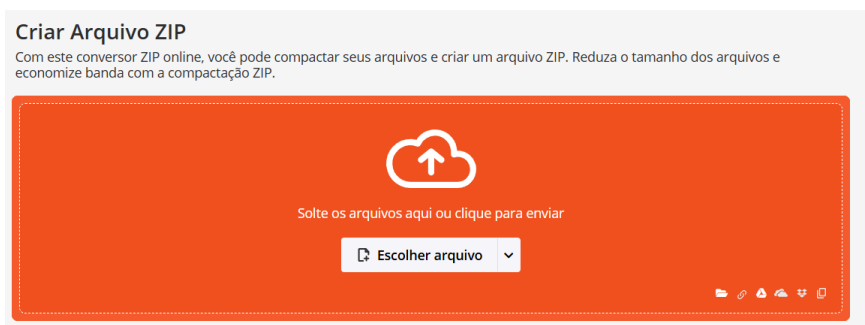 Criar Arquivo ZIP
Com este conversor ZIP online, você pode compactar seus arquivos e criar um arquivo ZIP. Reduza o tamanho dos arquivos e
economize banda com a compactação ZIP.
Solte os arquivos aqui ou clique para enviar
Escolher arquivo